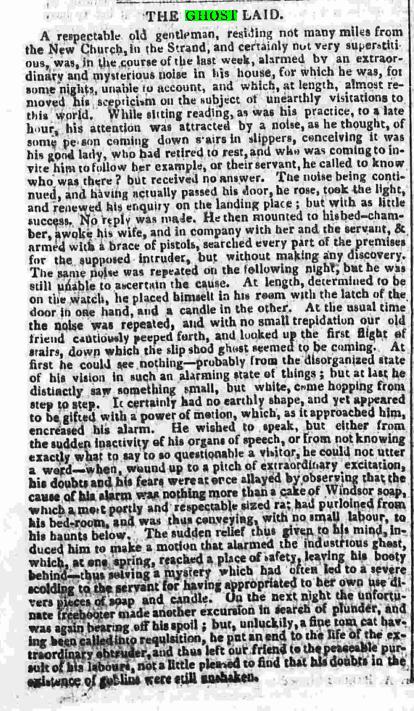 THE GHOST LAID.
A respectable old gentleman, residing not many miles from
the New Church, in the Strand, and certainly not very superstiti-
ous, was, in the course of the last week, alarmed by an extraor-
dinary and mysterious noise in his house, for which he was, for
some nights, unable to account, and which, at length, almost re-
moved his scepticism on the subject of unearthly visitations to
this world. While sitting reading, as was his practice, to a late
hour, his attention was attracted by a noise, as he thought, of
some person coming down stairs in slippers, conceiving it was
his good lady, who had retired to rest, and who was coming to in-
vite him to follow her example, or their servant, he called to know
who was there? but received no answer. The noise being conti-
nued, and having actually passed his door, he rose, took the light,
and renewed his enquiry on the landing place; but with as little
success. No reply was made. He then mounted to his bed-cham-
ber, awoke his wife, and in company with her and the servant, &
armed with a brace of pistols, searched every part of the premises
for the supposed intruder, but without making any discovery.
The same noise was repeated on the following night, but he was
still unable to ascertain the cause. At length, determined to be
on the watch, he placed himself in his room with the latch of the
door in one hand, and a candle in the other. At the usual time
the noise was repeated, and with no small trepidation our old
friend cautiously peeped forth, and looked up the first flight of
stairs, down which the slip shod ghost seemed to be coming. At
first he could see nothing—probably from the disorganized state
of his vision in such an alarming state of things; but at last he
distinctly saw something small, but white, come hopping from
step to step. It certainly had no earthly shape, and yet appeared
to be gifted with a power of motion, which, as it approached him,
encreased his alarm. He wished to speak, but either from
the sudden inactivity of his organs of speech, or from not knowing
exactly what to say to so questionable a visitor, he could not utter
a word—when, wound up to a pitch of extraordinary excitation,
his doubts and his fears were at once allayed by observing that the
cause of his alarm was nothing more than a cake of Windsor soap,
which a most portly and respectable sized rat had purloined from
his bed-room, and was thus conveying, with no small labour, to
his haunts below. The sudden relief thus given to his mind, in-
duced him to make a motion that alarmed the industrious ghost,
which, at one spring, reached a place of safety, leaving his booty
behind—thus solving a mystery which had often led to a severe
scolding to the servant for having appropriated to her own use di-
vers pieces of soap and candle. On the next night the unfortu-
nate freebooter made another excursion in search of plunder, and
was again bearing off his spoil; but, unluckily, a fine tom cat hav-
ing been called into requisition, he put an end to the life of the ex-
traordinary obtruder, and thus left our friend to the peaceable pur-
suit of his labours, not a little pleased to find that his doubts in the
existence of goblins were still unshaken.